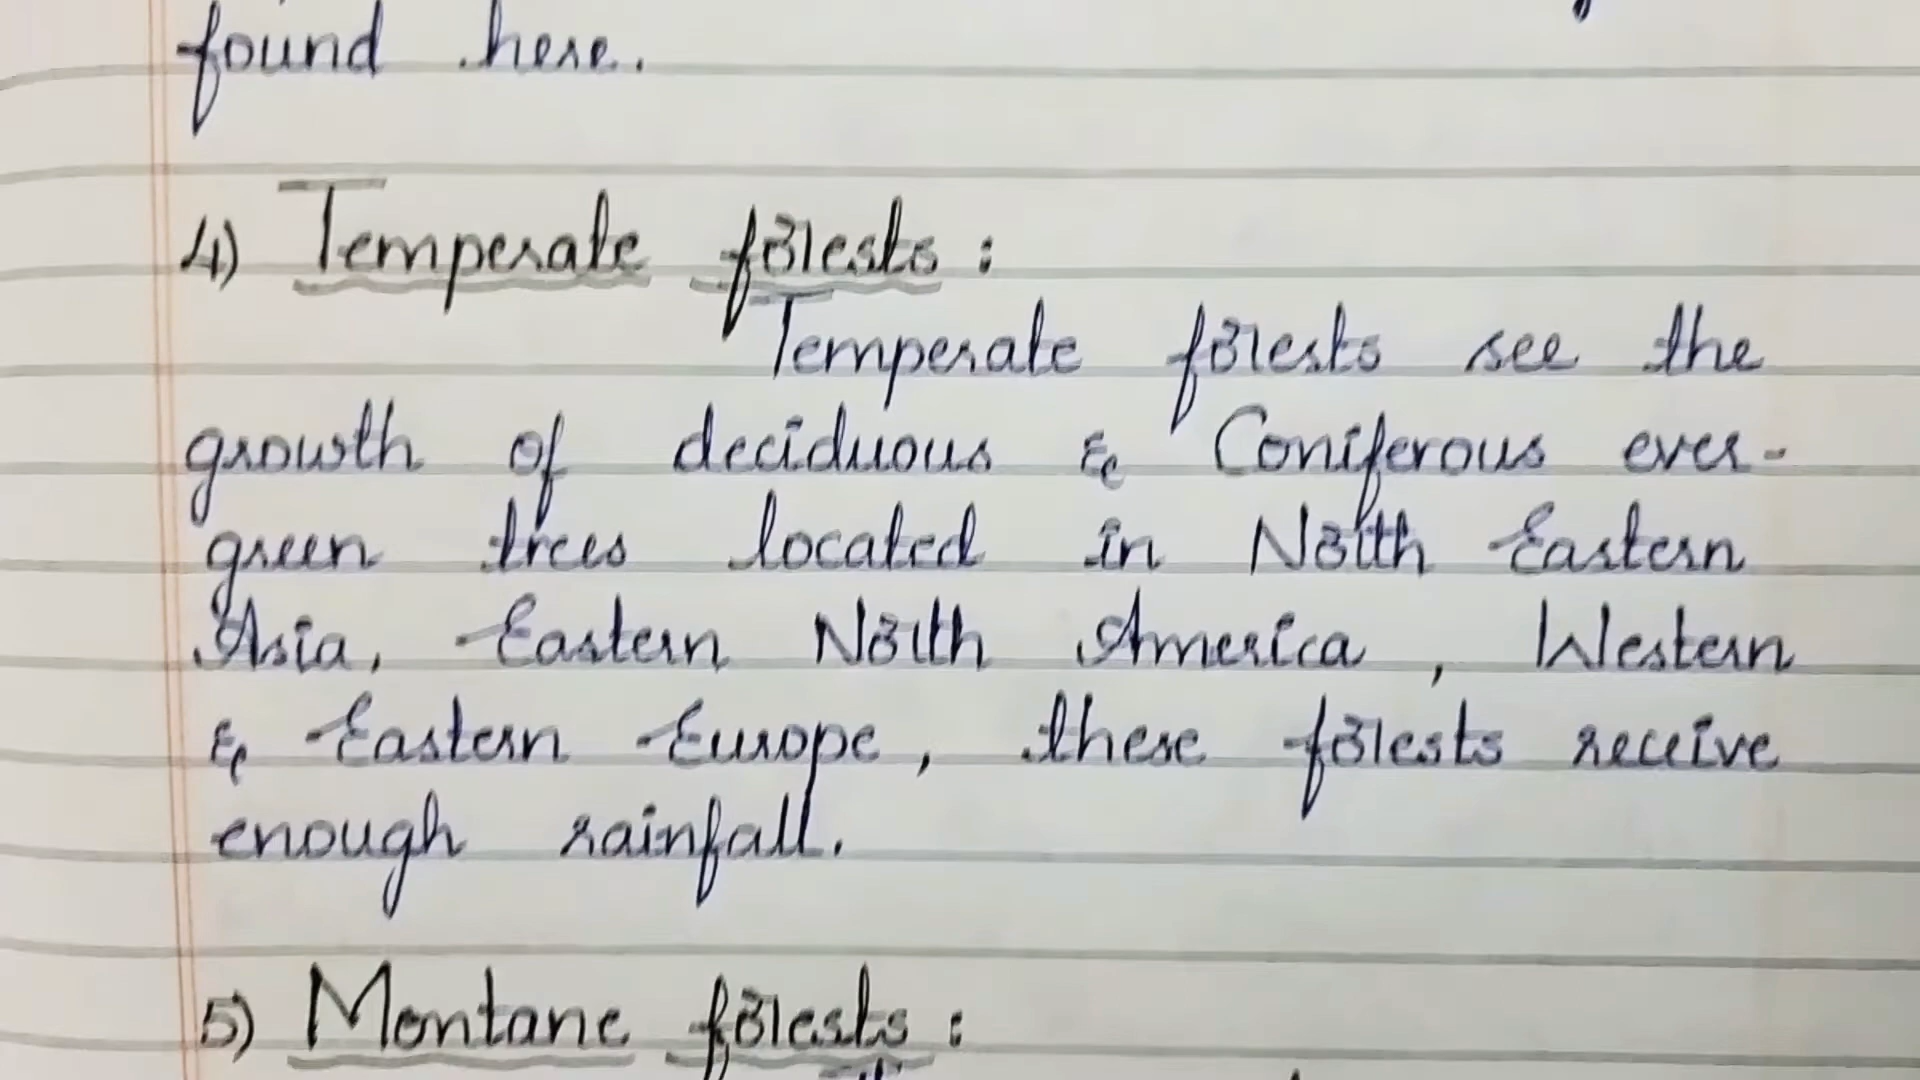 found here.
4) Temperate forests :
Temperate forests see the
growth of deciduous & Coniferous ever-
green trees located in North Eastern
Asia, Eastern North America, Western
& Eastern Europe, these forests receive
enough rainfall.
5) Montane forests :